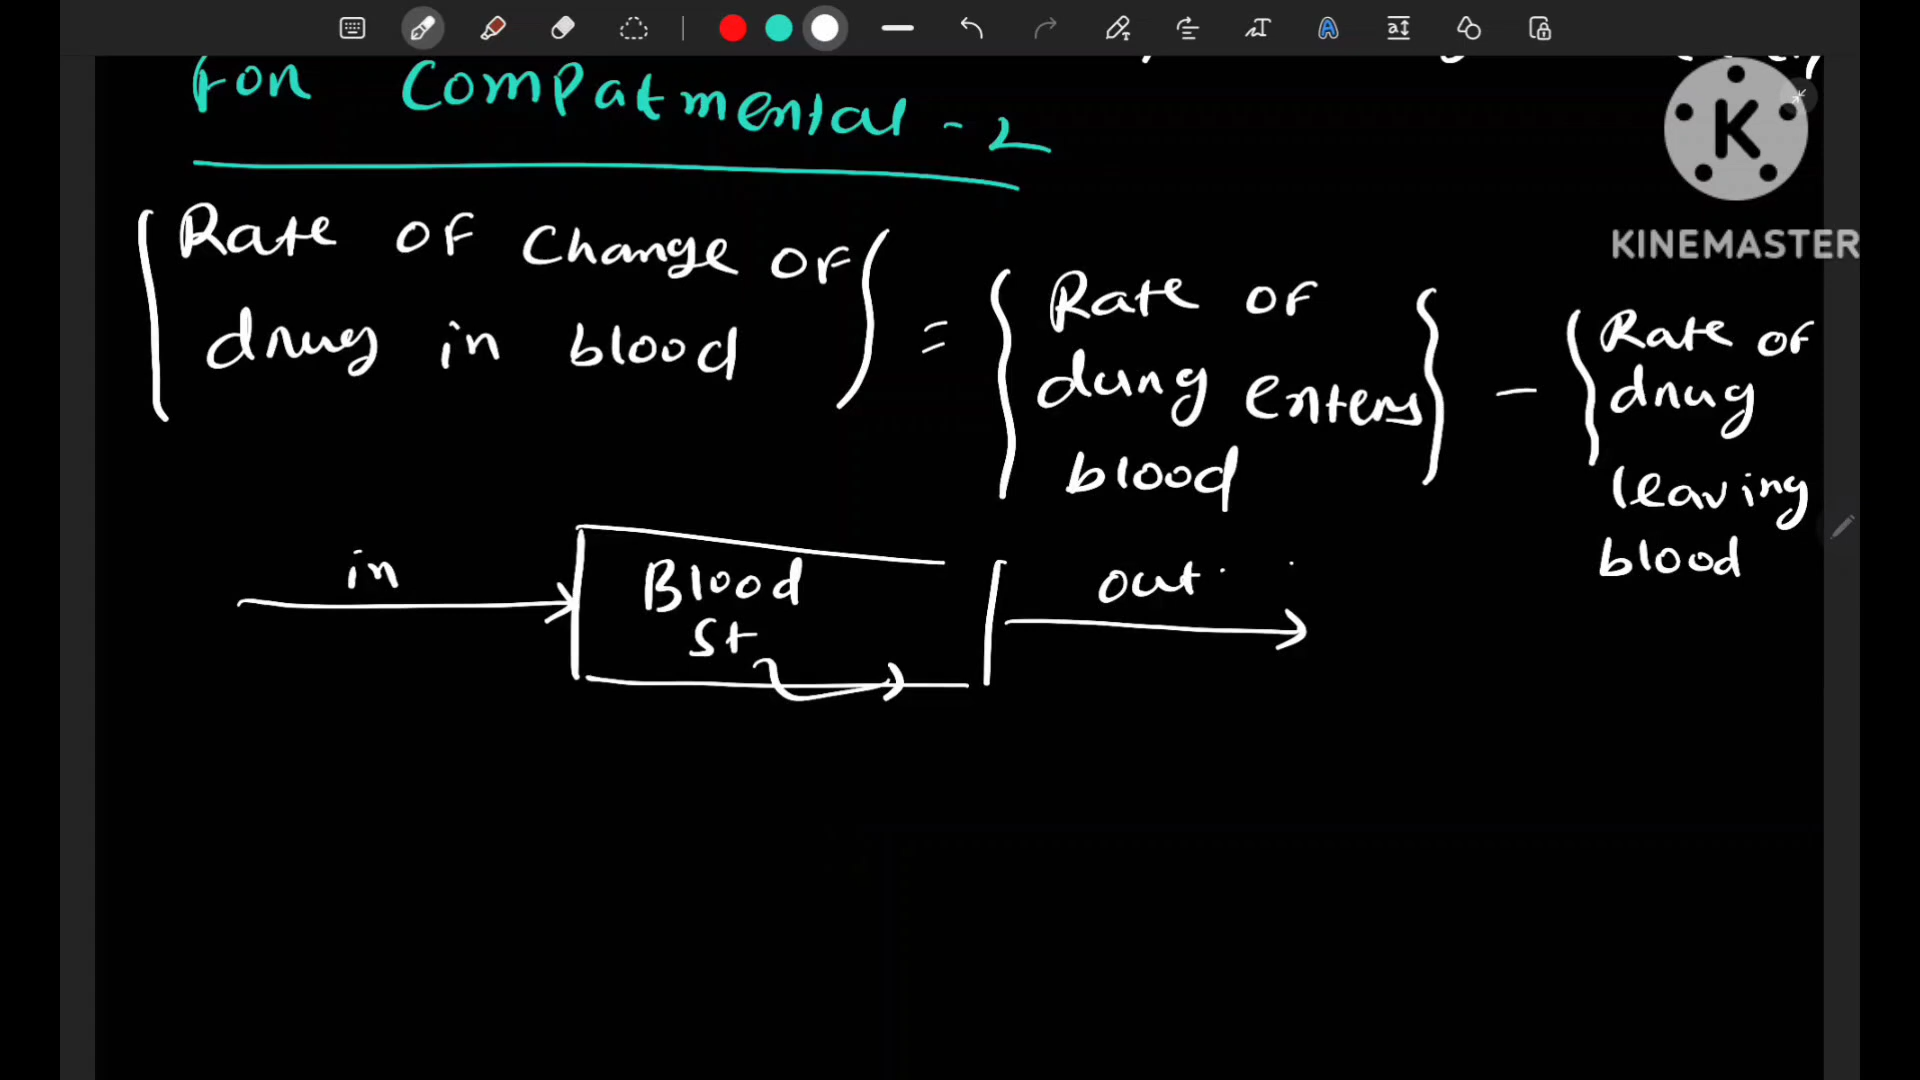 for Compatmental - 2
Rate of Change of
drug in blood
=
Rate of
durg enters
blood
-
Rate of
drug
leaving
blood
in
Blood
St
out
K
KINEMASTER